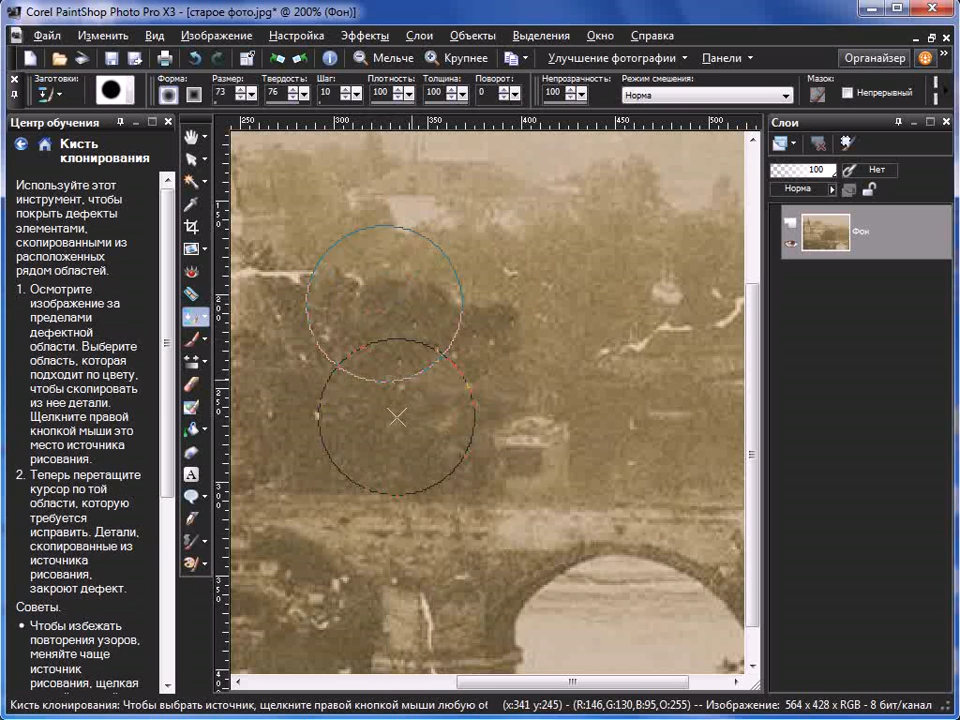 Corel PaintShop Photo Pro X3 - [старое фото.jpg* @ 200% (Фон)]
Файл Изменить Вид Изображение Настройка Эффекты Слои Объекты Выделения Окно Справка
Мельче Крупнее Улучшение фотографии Панели Органайзер
Заготовки: Форма: Размер: Твердость: Шаг: Плотность: Толщина: Поворот: Непрозрачность: Режим смешения: Мазок:
73 76 10 100 100 0 100 Норма Непрерывный
Центр обучения
Кисть
клонирования
Используйте этот
инструмент, чтобы
покрыть дефекты
элементами,
скопированными из
расположенных
рядом областей.
1. Осмотрите
изображение за
пределами
дефектной
области. Выберите
область, которая
подходит по цвету,
чтобы скопировать
из нее детали.
Щелкните правой
кнопкой мыши это
место источника
рисования.
2. Теперь перетащите
курсор по той
области, которую
требуется
исправить. Детали,
скопированные из
источника
рисования,
закроют дефект.
Советы.
• Чтобы избежать
повторения узоров,
меняйте чаще
источник
рисования, щелкая
250 300 350 400 450 500
150
200
250
300
350
Слои
100 Нет
Норма
Фон
Кисть клонирования: Чтобы выбрать источник, щелкните правой кнопкой мыши любую об (x:341 y:245) - (R:146,G:130,B:95,O:255) -- Изображение: 564 x 428 x RGB - 8 бит/канал